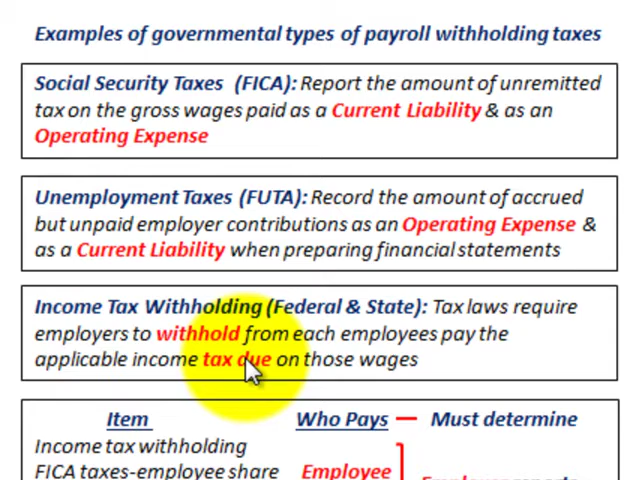 Examples of governmental types of payroll withholding taxes
Social Security Taxes (FICA): Report the amount of unremitted
tax on the gross wages paid as a Current Liability & as an
Operating Expense
Unemployment Taxes (FUTA): Record the amount of accrued
but unpaid employer contributions as an Operating Expense &
as a Current Liability when preparing financial statements
Income Tax Withholding (Federal & State): Tax laws require
employers to withhold from each employees pay the
applicable income tax due on those wages
Item Who Pays — Must determine
Income tax withholding
FICA taxes-employee share Employee